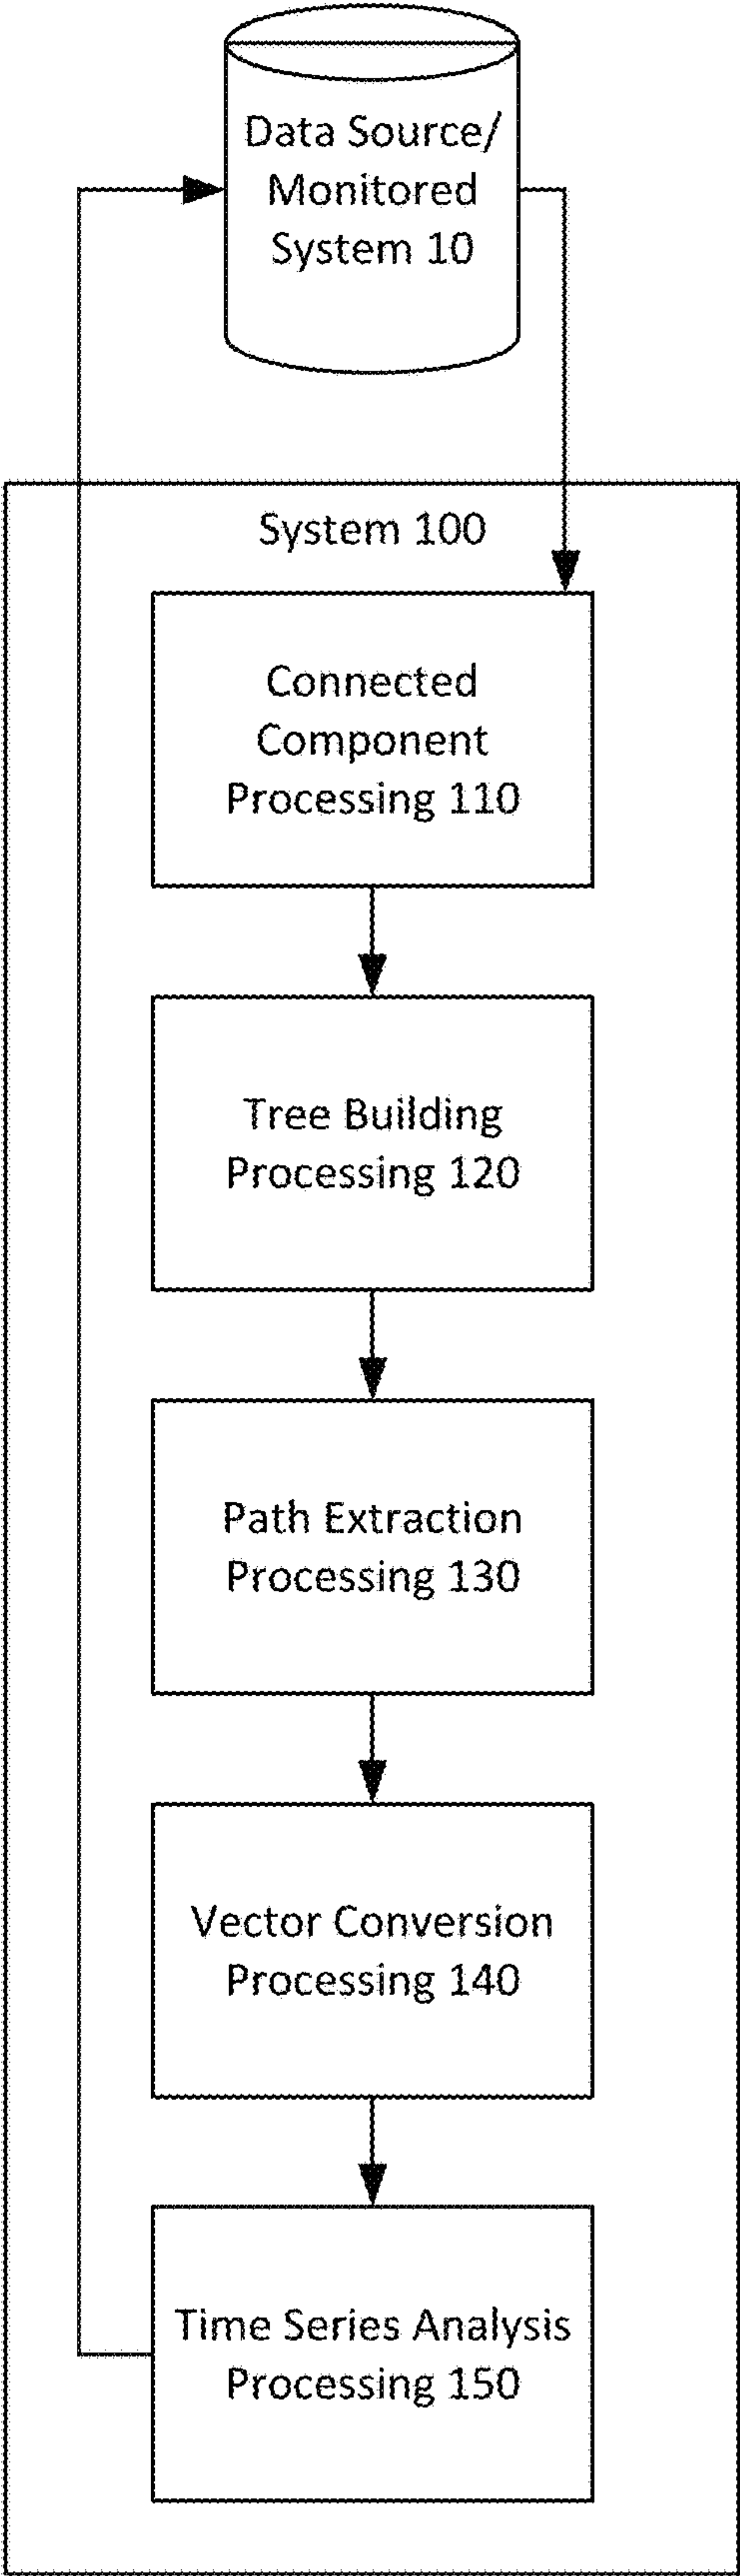 Data Source/
Monitored
System 10
System 100
Connected
Component
Processing 110
Tree Building
Processing 120
Path Extraction
Processing 130
Vector Conversion
Processing 140
Time Series Analysis
Processing 150